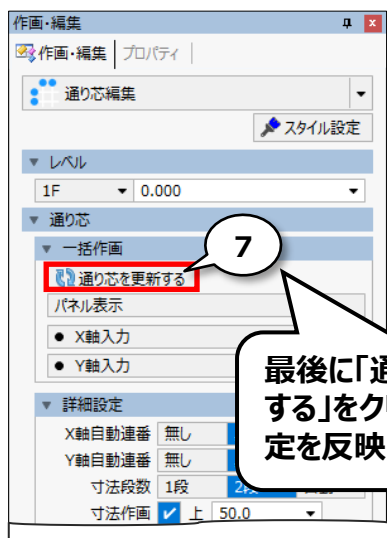 作画・編集
作画・編集 プロパティ
通り芯編集
スタイル設定
レベル
1F 0.000
通り芯
一括作画
7
通り芯を更新する
パネル表示
X軸入力
Y軸入力
最後に「通
する」をク
定を反映
詳細設定
X軸自動連番 無し
Y軸自動連番 無し
寸法段数 1段
寸法作画 上 50.0